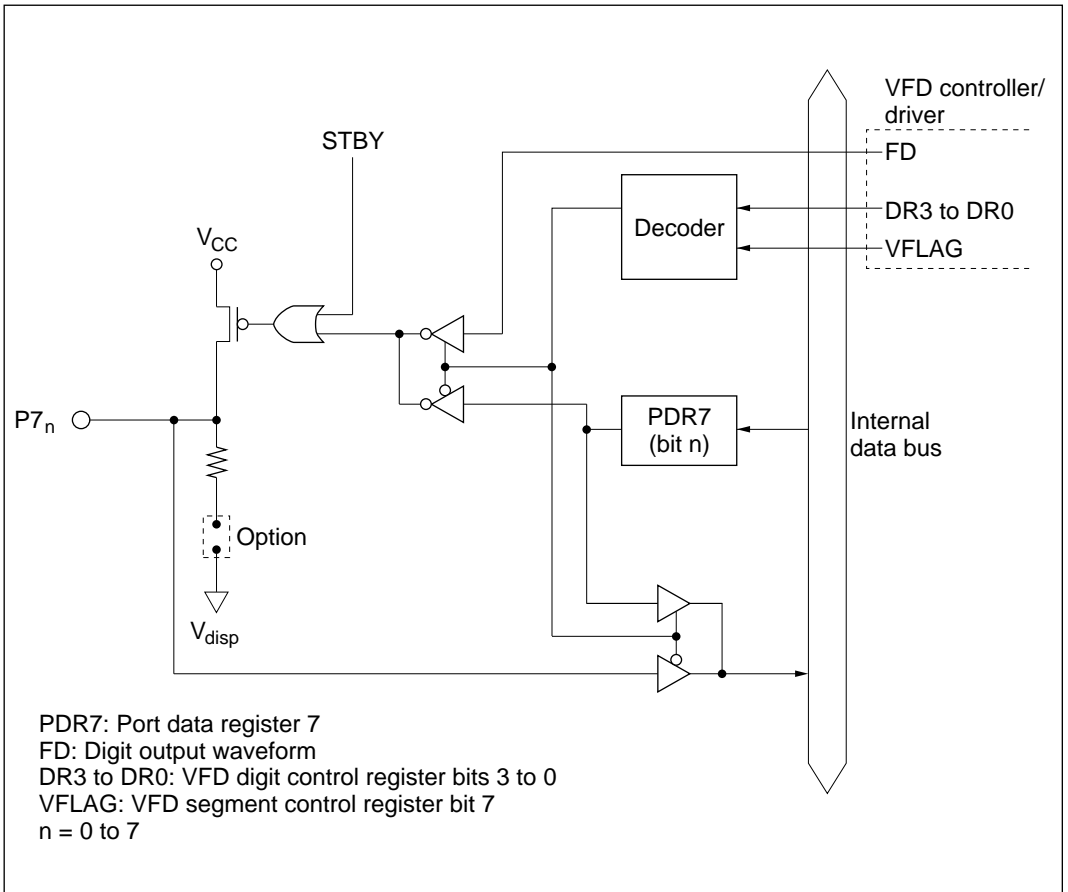 VFD controller/
driver
FD
STBY
DR3 to DR0
Decoder
VCC
VFLAG
P7n
PDR7
(bit n)
Internal
data bus
Option
Vdisp
PDR7: Port data register 7
FD: Digit output waveform
DR3 to DR0: VFD digit control register bits 3 to 0
VFLAG: VFD segment control register bit 7
n = 0 to 7